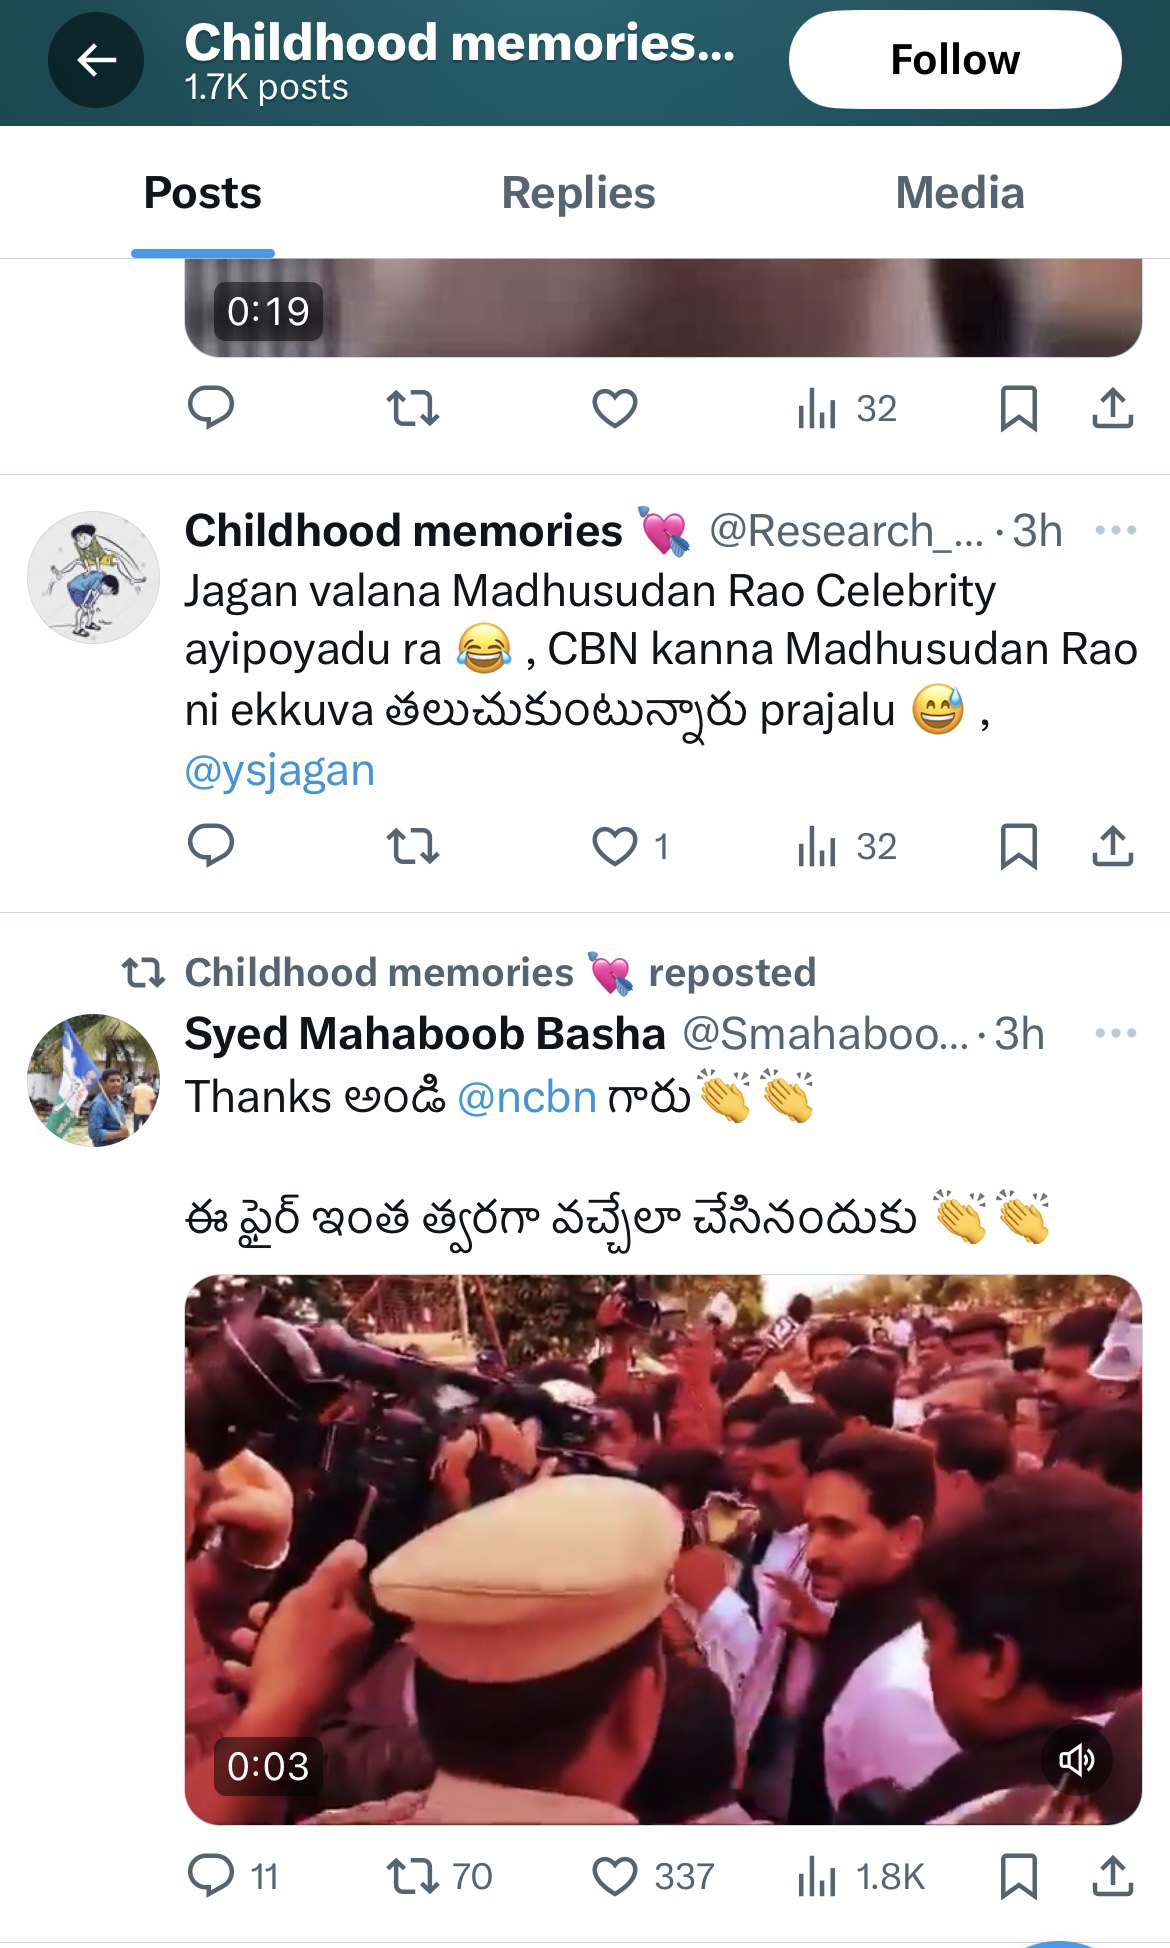 Childhood memories...
1.7K posts
Follow
Posts
Replies
Media
0:19
32
Childhood memories 💘 @Research_... · 3h
Jagan valana Madhusudan Rao Celebrity
ayipoyadu ra 😂 , CBN kanna Madhusudan Rao
ni ekkuva తలుచుకుంటున్నారు prajalu 😅 ,
@ysjagan
1
32
Childhood memories 💘 reposted
Syed Mahaboob Basha @Smahaboo... · 3h
Thanks అండి @ncbn గారు👏👏
ఈ ఫైర్ ఇంత త్వరగా వచ్చేలా చేసినందుకు 👏👏
0:03
11
70
337
1.8K